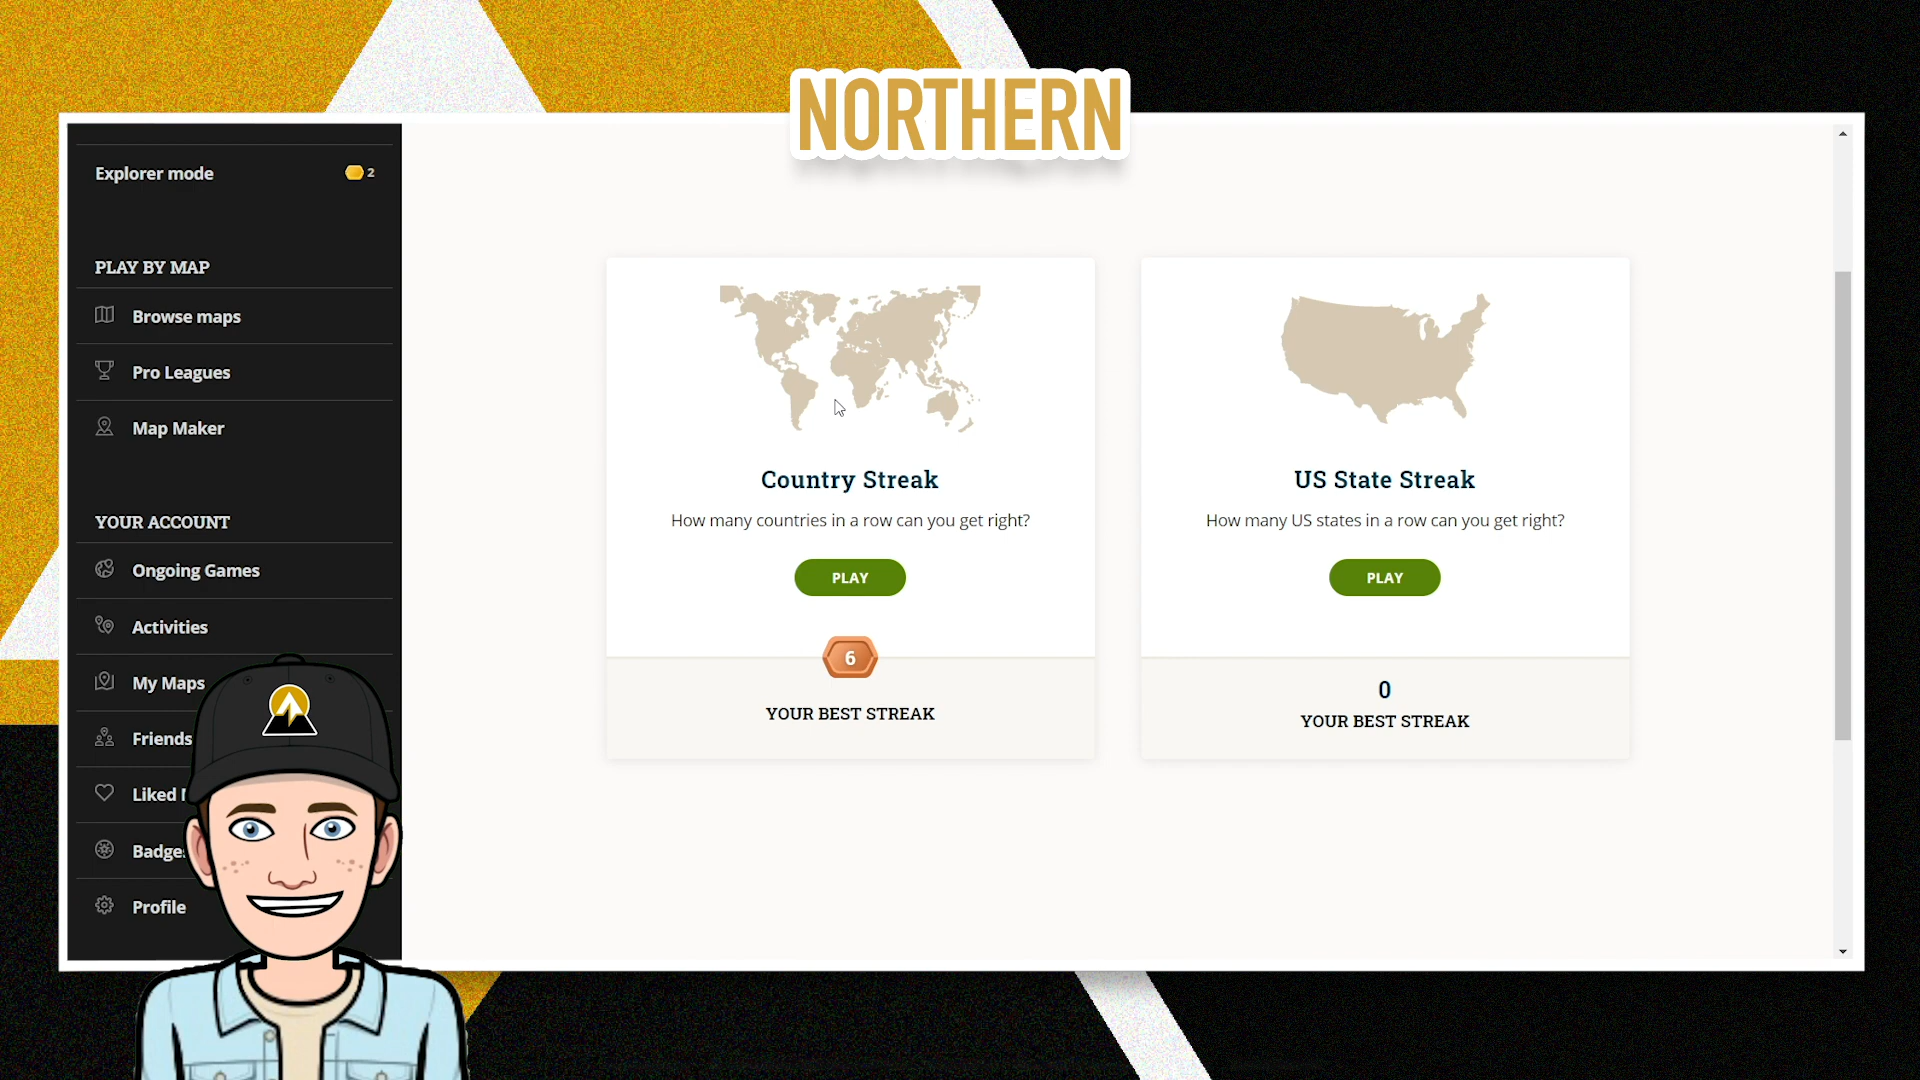 NORTHERN
Explorer mode 2
PLAY BY MAP
Browse maps
Pro Leagues
Map Maker
YOUR ACCOUNT
Ongoing Games
Activities
My Maps
Friends
Liked
Profile
Country Streak
How many countries in a row can you get right?
PLAY
6
YOUR BEST STREAK
US State Streak
How many US states in a row can you get right?
PLAY
0
YOUR BEST STREAK